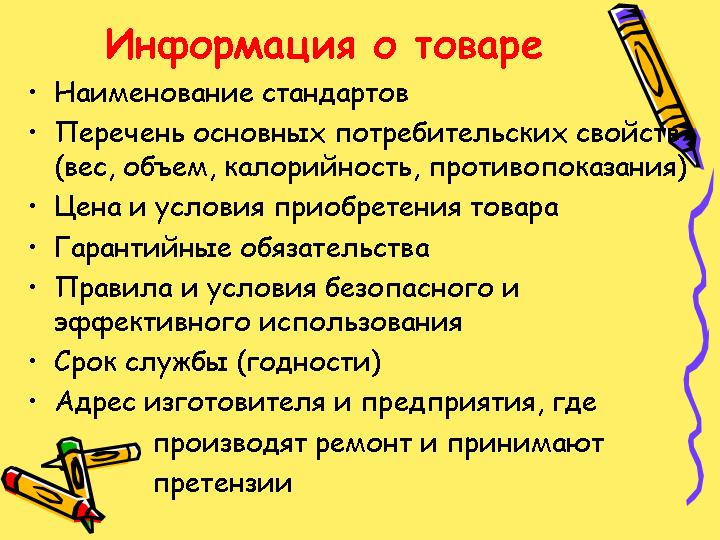 Информация о товаре
• Наименование стандартов
• Перечень основных потребительских свойств
(вес, объем, калорийность, противопоказания)
• Цена и условия приобретения товара
• Гарантийные обязательства
• Правила и условия безопасного и
эффективного использования
• Срок службы (годности)
• Адрес изготовителя и предприятия, где
производят ремонт и принимают
претензии